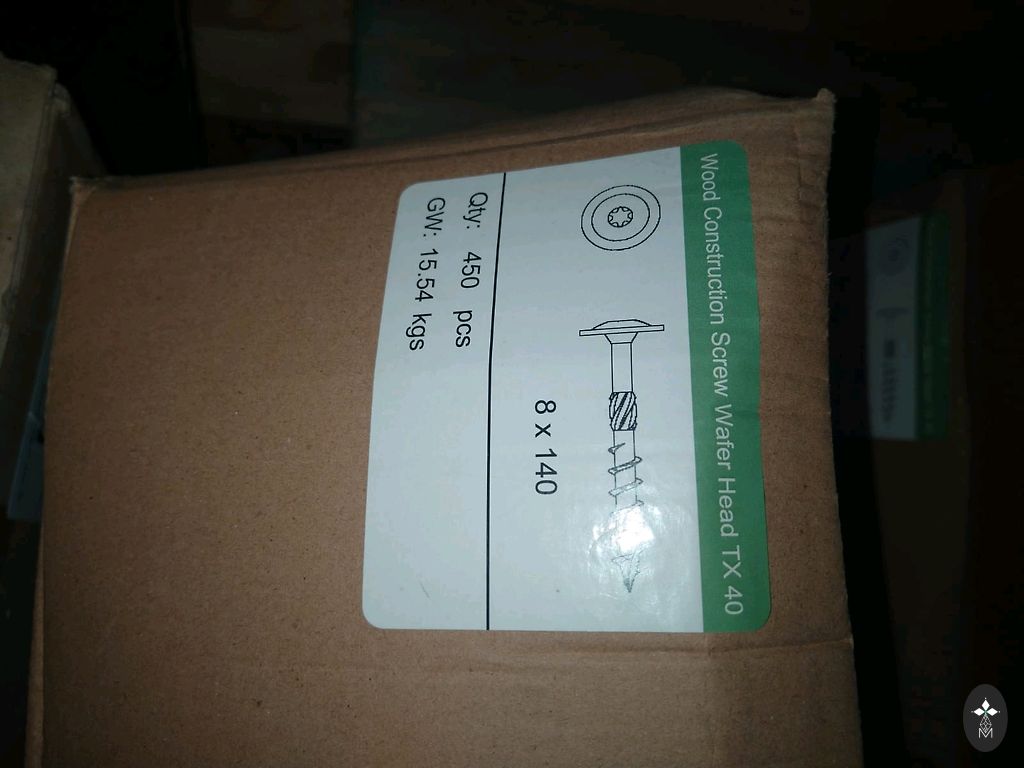 Wood Construction Screw Wafer Head TX 40
8 x 140
Qty: 450 pcs
GW: 15.54 kgs
M